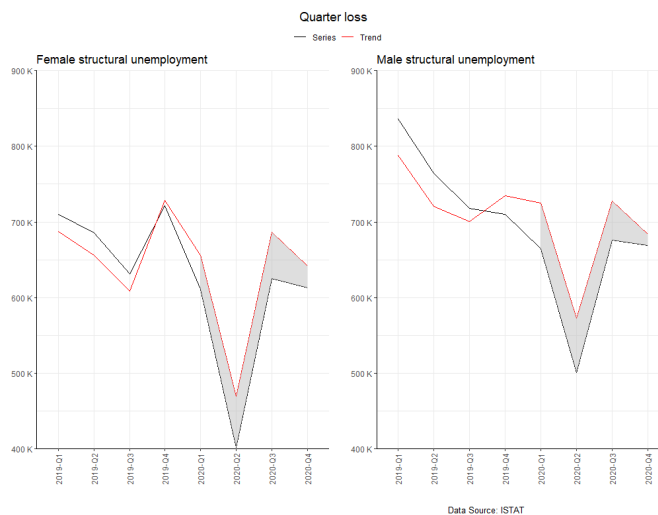 Quarter loss
Series Trend
Female structural unemployment
900 K
800 K
700 K
600 K
500 K
400 K
2019-Q1
2019-Q2
2019-Q3
2019-Q4
2020-Q1
2020-Q2
2020-Q3
2020-Q4
Male structural unemployment
900 K
800 K
700 K
600 K
500 K
400 K
2019-Q1
2019-Q2
2019-Q3
2019-Q4
2020-Q1
2020-Q2
2020-Q3
2020-Q4
Data Source: ISTAT